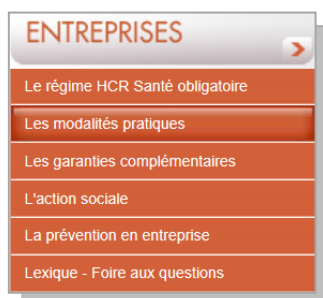 ENTREPRISES
Le régime HCR Santé obligatoire
Les modalités pratiques
Les garanties complémentaires
L'action sociale
La prévention en entreprise
Lexique - Foire aux questions